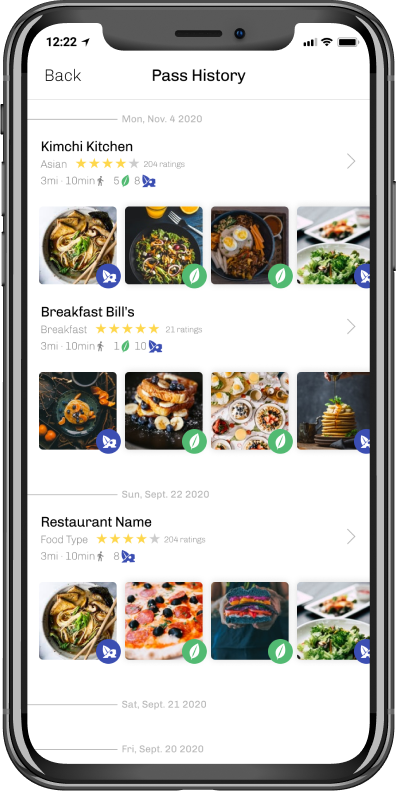 12:22
Back Pass History
Mon, Nov. 4 2020
Kimchi Kitchen
Asian 204 ratings
3mi · 10min 5 8
Breakfast Bill's
Breakfast 21 ratings
3mi · 10min 1 10
Sun, Sept. 22 2020
Restaurant Name
Food Type 204 ratings
3mi · 10min 8
Sat, Sept. 21 2020
Fri, Sept. 20 2020